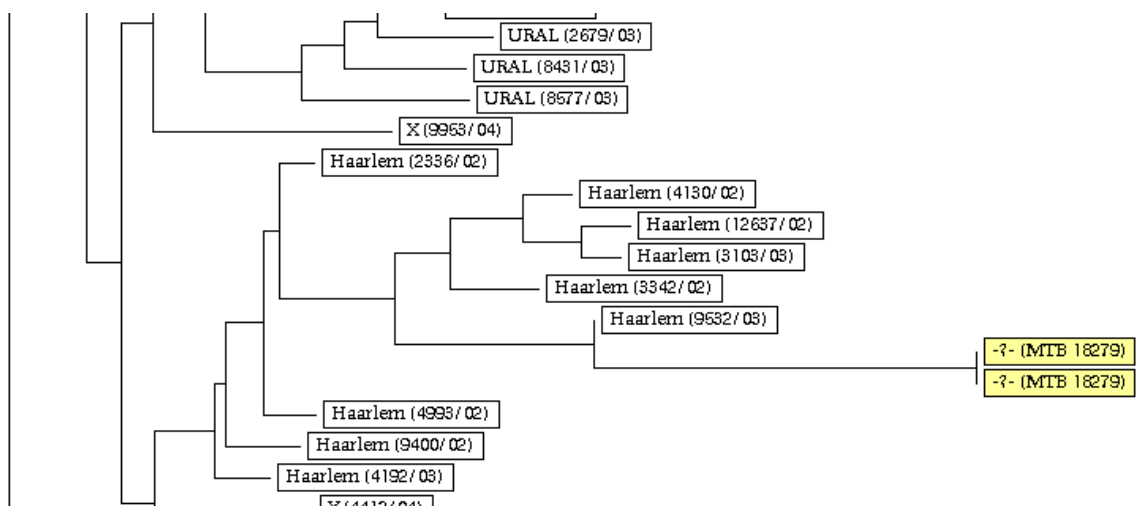 URAL (2679/03)
URAL (8431/03)
URAL (8577/03)
X (9953/04)
Haarlem (2336/02)
Haarlem (4130/02)
Haarlem (12637/02)
Haarlem (3103/03)
Haarlem (3342/02)
Haarlem (9532/03)
-?- (MTB 18279)
-?- (MTB 18279)
Haarlem (4993/02)
Haarlem (9400/02)
Haarlem (4192/03)